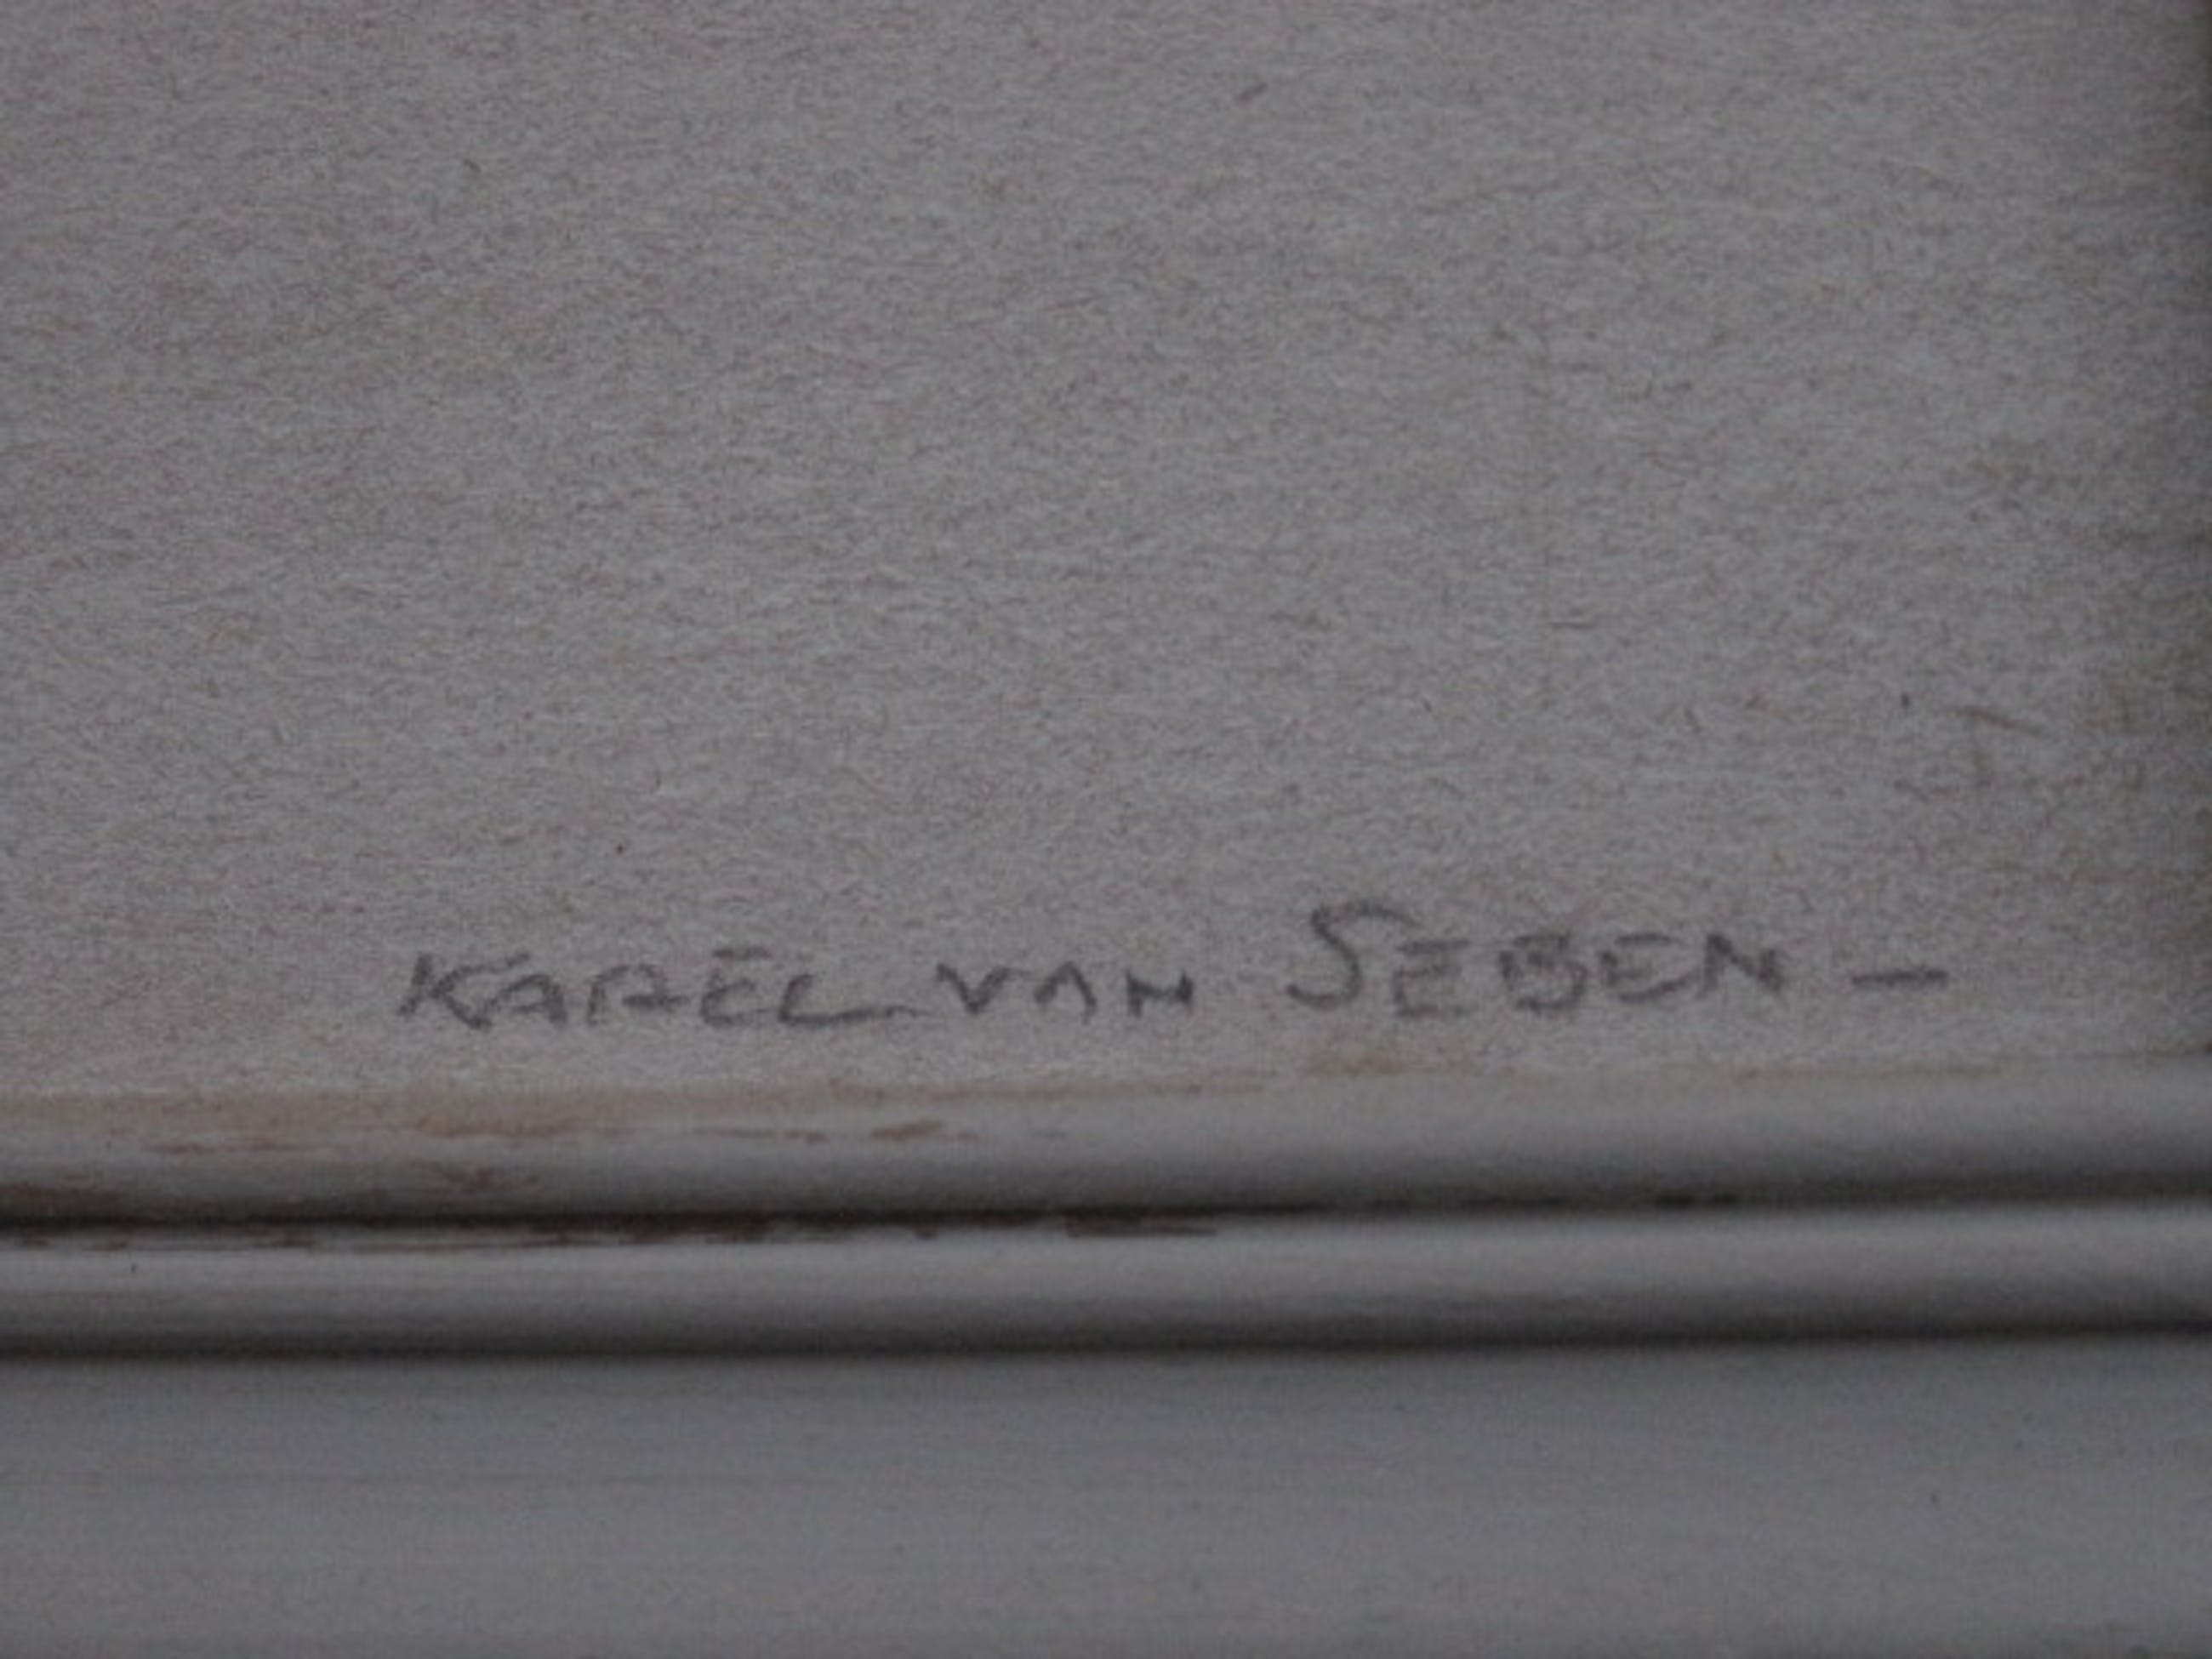 KAREL VAN SEBEN –